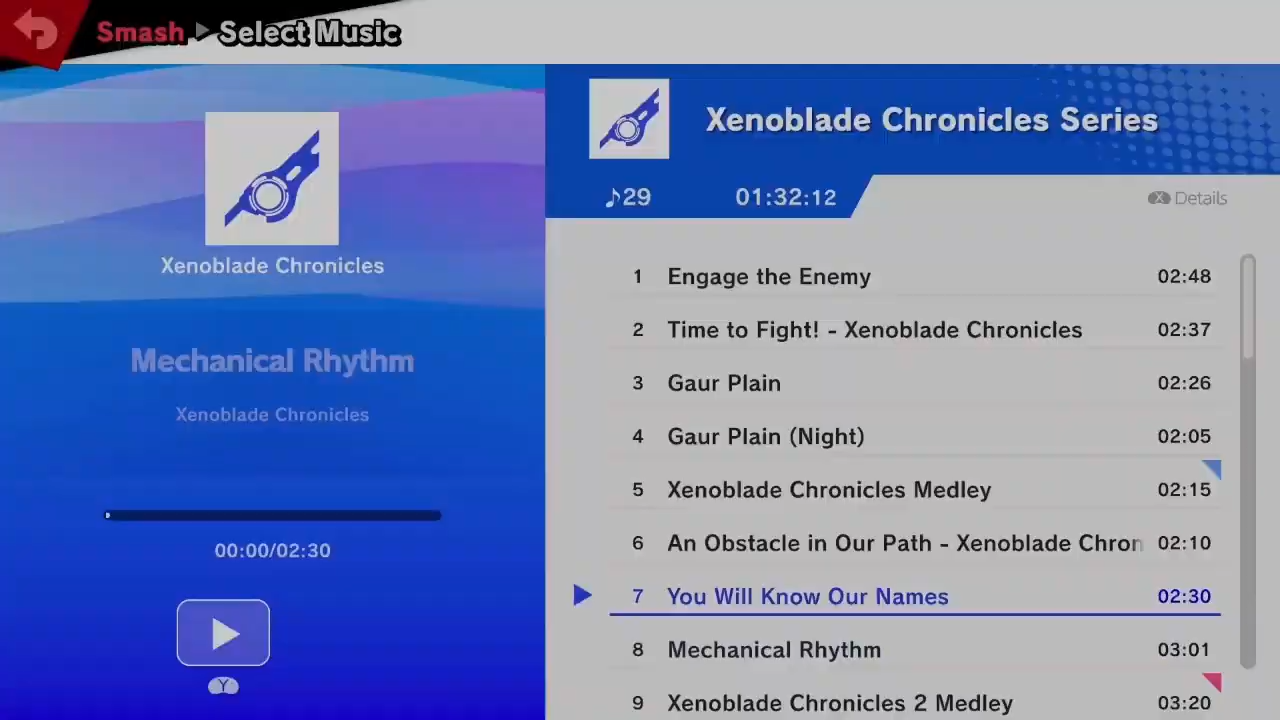 Smash ▶ Select Music
Xenoblade Chronicles
Mechanical Rhythm
Xenoblade Chronicles
00:00/02:30
Y
Xenoblade Chronicles Series
♪29 01:32:12
X Details
1 Engage the Enemy 02:48
2 Time to Fight! - Xenoblade Chronicles 02:37
3 Gaur Plain 02:26
4 Gaur Plain (Night) 02:05
5 Xenoblade Chronicles Medley 02:15
6 An Obstacle in Our Path - Xenoblade Chron 02:10
7 You Will Know Our Names 02:30
8 Mechanical Rhythm 03:01
9 Xenoblade Chronicles 2 Medley 03:20